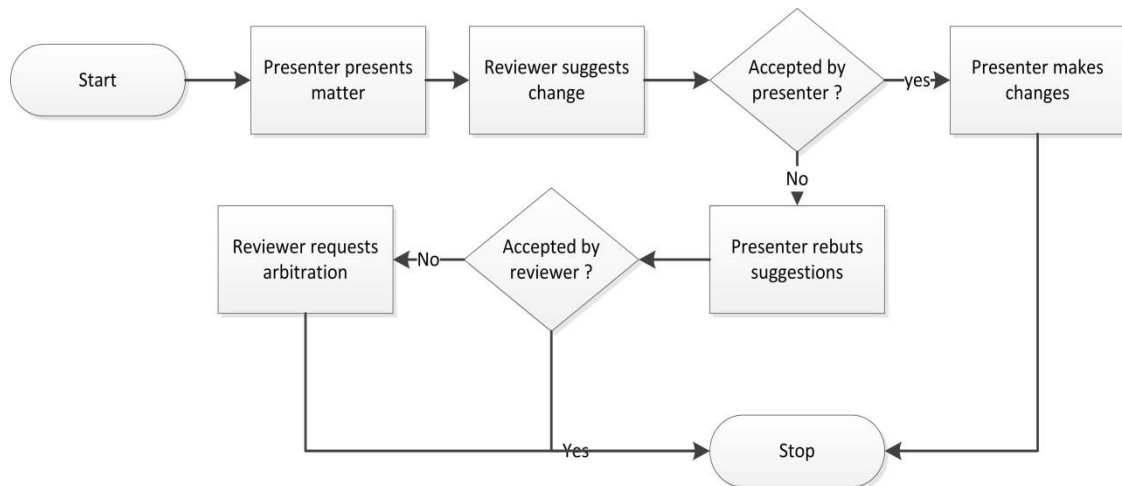 Start
Presenter presents
matter
Reviewer suggests
change
Accepted by
presenter ?
yes
Presenter makes
changes
No
Reviewer requests
arbitration
No
Accepted by
reviewer ?
Presenter rebuts
suggestions
Yes
Stop